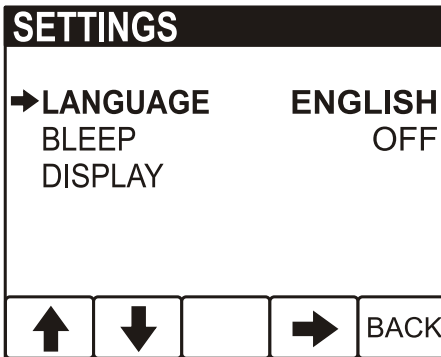 SETTINGS
LANGUAGE ENGLISH
BLEEP OFF
DISPLAY
BACK